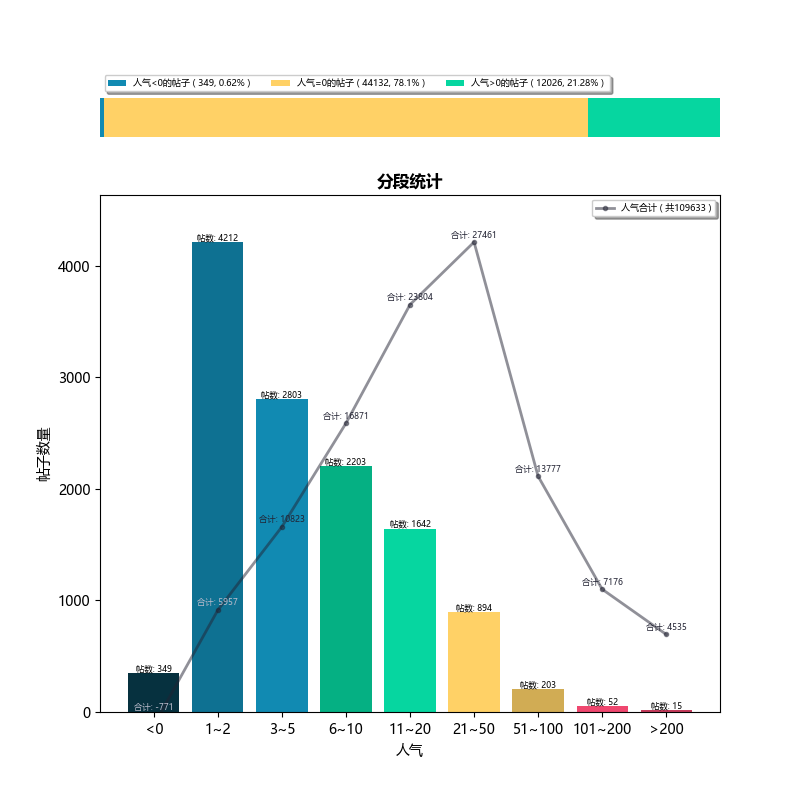 人气<0的帖子 ( 349, 0.62% ) 人气=0的帖子 ( 44132, 78.1% ) 人气>0的帖子 ( 12026, 21.28% )
分段统计
人气合计 ( 共109633 )
合计: 27461
帖数: 4212
4000
合计: 23804
帖数: 2803
3000
合计: 16871
帖数: 2203
合计: 13777
帖子数量
2000
合计: 10823
帖数: 1642
合计: 7176
合计: 5957
1000
帖数: 894
合计: 4535
帖数: 349
帖数: 203
帖数: 52
帖数: 15
合计: -771
0
<0 1~2 3~5 6~10 11~20 21~50 51~100 101~200 >200
人气